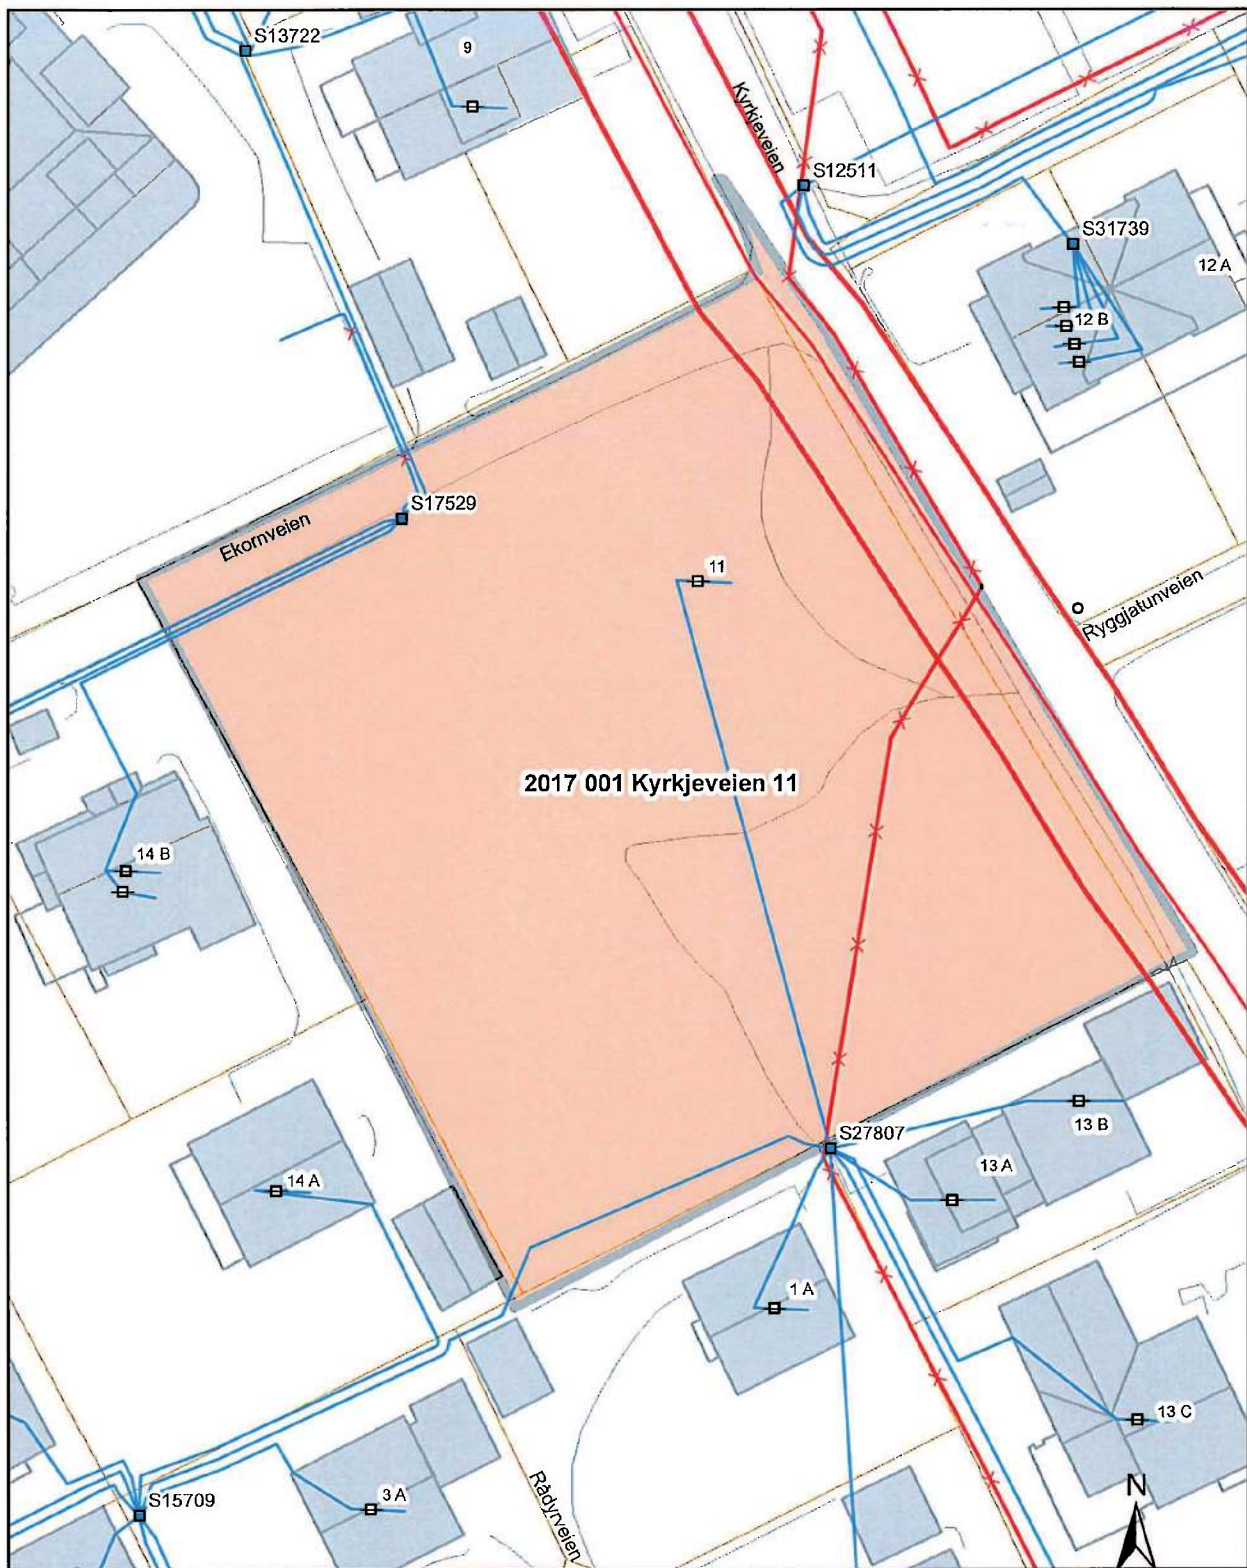 S13722
9
Kyrkjeveien
S12511
S31739
12 A
12 B
S17529
Ekornveien
11
Ryggjatunveien
2017 001 Kyrkjeveien 11
14 B
S27807
13 B
13 A
14 A
1 A
13 C
S15709
3 A
Rådyrveien
N